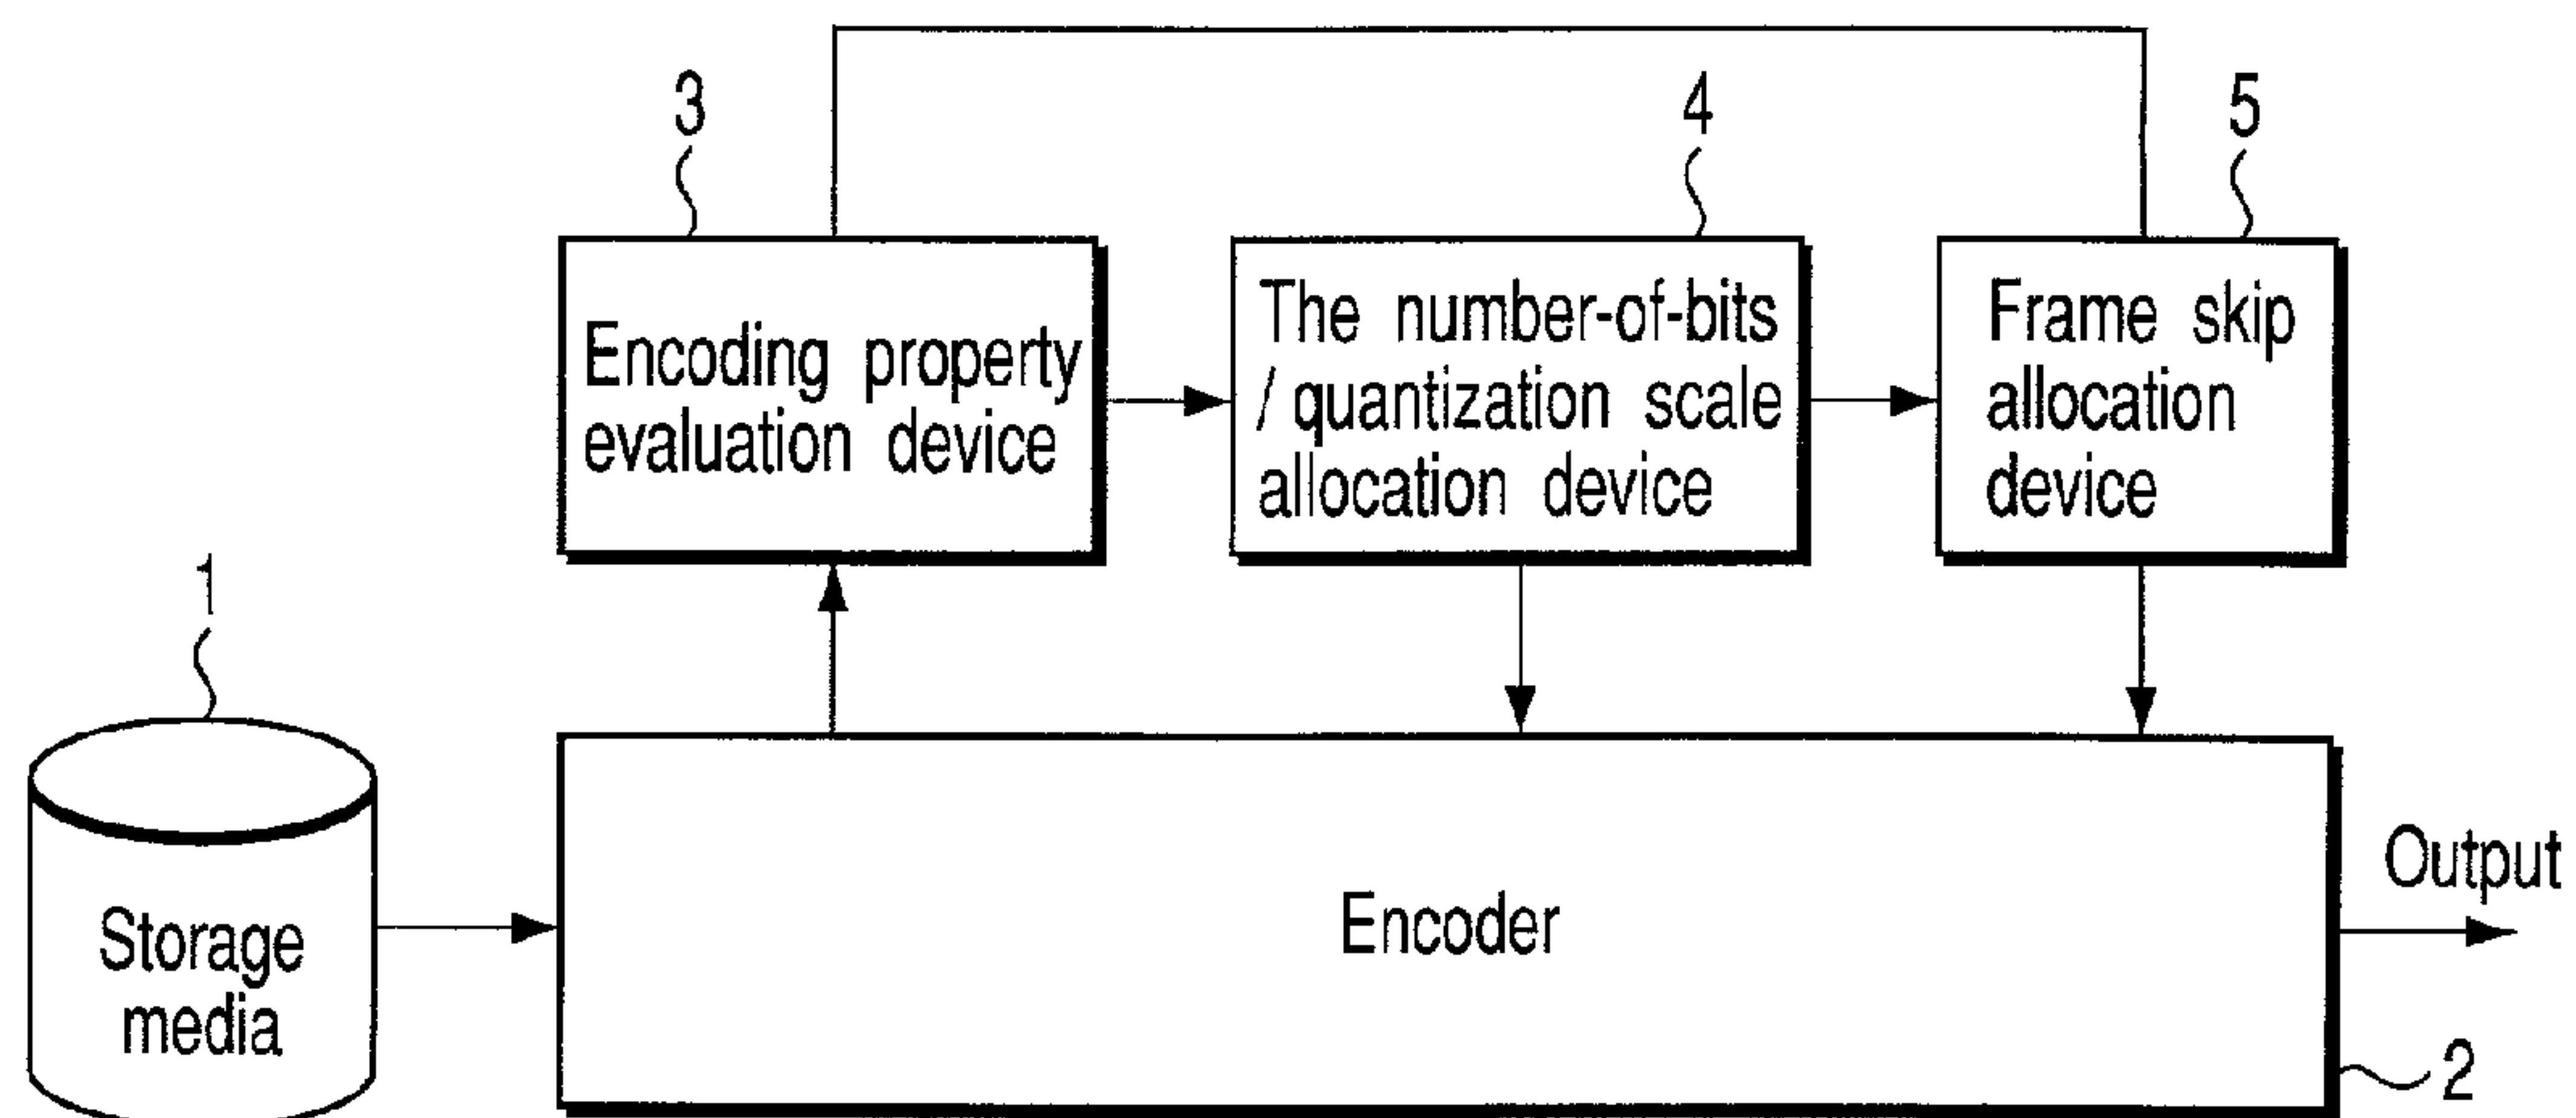 3
4
5
Encoding property
evaluation device
The number-of-bits
/ quantization scale
allocation device
Frame skip
allocation
device
1
Storage
media
Encoder
Output
2